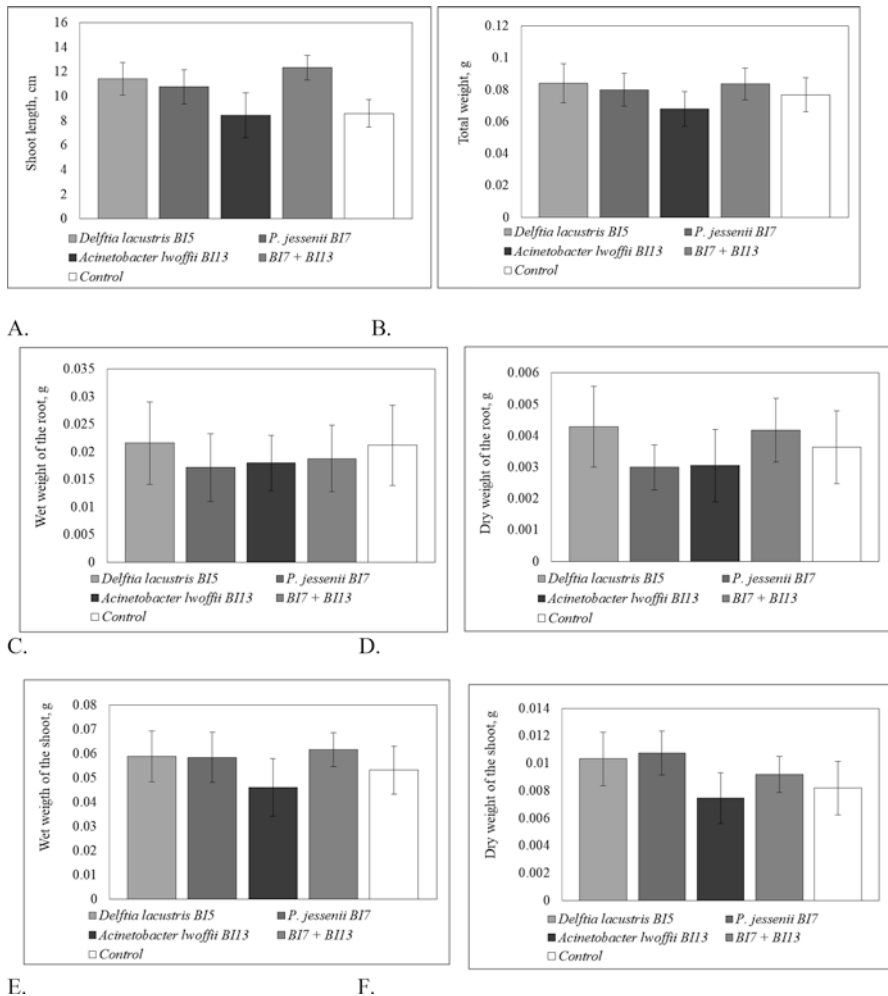 16
14
12
10
8
6
4
2
0
Shoot length, cm
Delftia lacustris BI5 P. jessenii BI7
Acinetobacter lwoffii BI13 BI7 + BI13
Control
0.12
0.1
0.08
0.06
0.04
0.02
0
Total weight, g
Delftia lacustris BI5 P. jessenii BI7
Acinetobacter lwoffii BI13 BI7 + BI13
Control
A. B.
0.035
0.03
0.025
0.02
0.015
0.01
0.005
0
Wet weight of the root, g
Delftia lacustris BI5 P. jessenii BI7
Acinetobacter lwoffii BI13 BI7 + BI13
Control
0.006
0.005
0.004
0.003
0.002
0.001
0
Dry weight of the root, g
Delftia lacustris BI5 P. jessenii BI7
Acinetobacter lwoffii BI13 BI7 + BI13
Control
C. D.
0.08
0.07
0.06
0.05
0.04
0.03
0.02
0.01
0
Wet weigth of the shoot, g
Delftia lacustris BI5 P. jessenii BI7
Acinetobacter lwoffii BI13 BI7 + BI13
Control
0.014
0.012
0.01
0.008
0.006
0.004
0.002
0
Dry weight of the shoot, g
Delftia lacustris BI5 P. jessenii BI7
Acinetobacter lwoffii BI13 BI7 + BI13
Control
E. F.